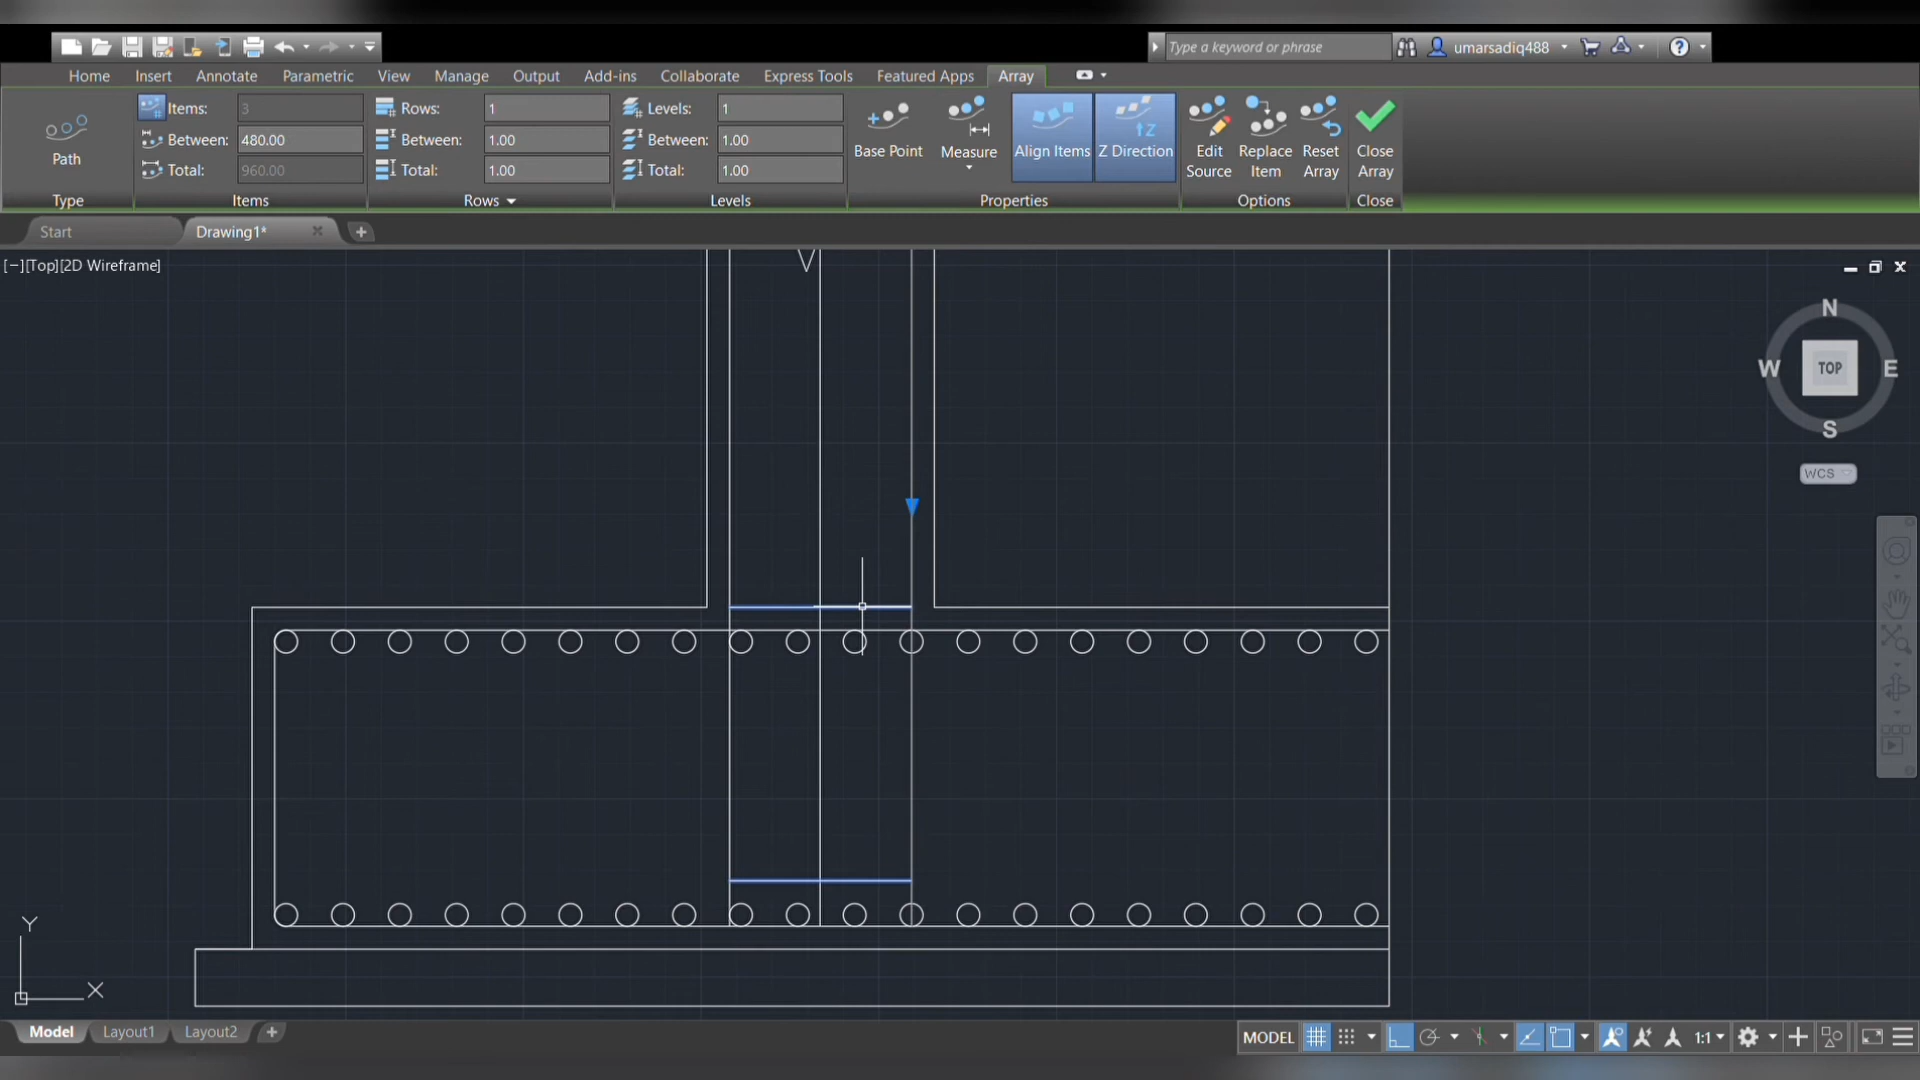 Type a keyword or phrase
umarsadiq488
Home Insert Annotate Parametric View Manage Output Add-ins Collaborate Express Tools Featured Apps Array
Path
Type
Items: 3
Between: 480.00
Total: 960.00
Items
Rows: 1
Between: 1.00
Total: 1.00
Rows
Levels: 1
Between: 1.00
Total: 1.00
Levels
Base Point
Measure
Align Items
Z Direction
Properties
Edit
Source
Replace
Item
Reset
Array
Options
Close
Array
Close
Start
Drawing1*
[−][Top][2D Wireframe]
N
W
TOP
E
S
WCS
Y
X
Model
Layout1
Layout2
MODEL
1:1